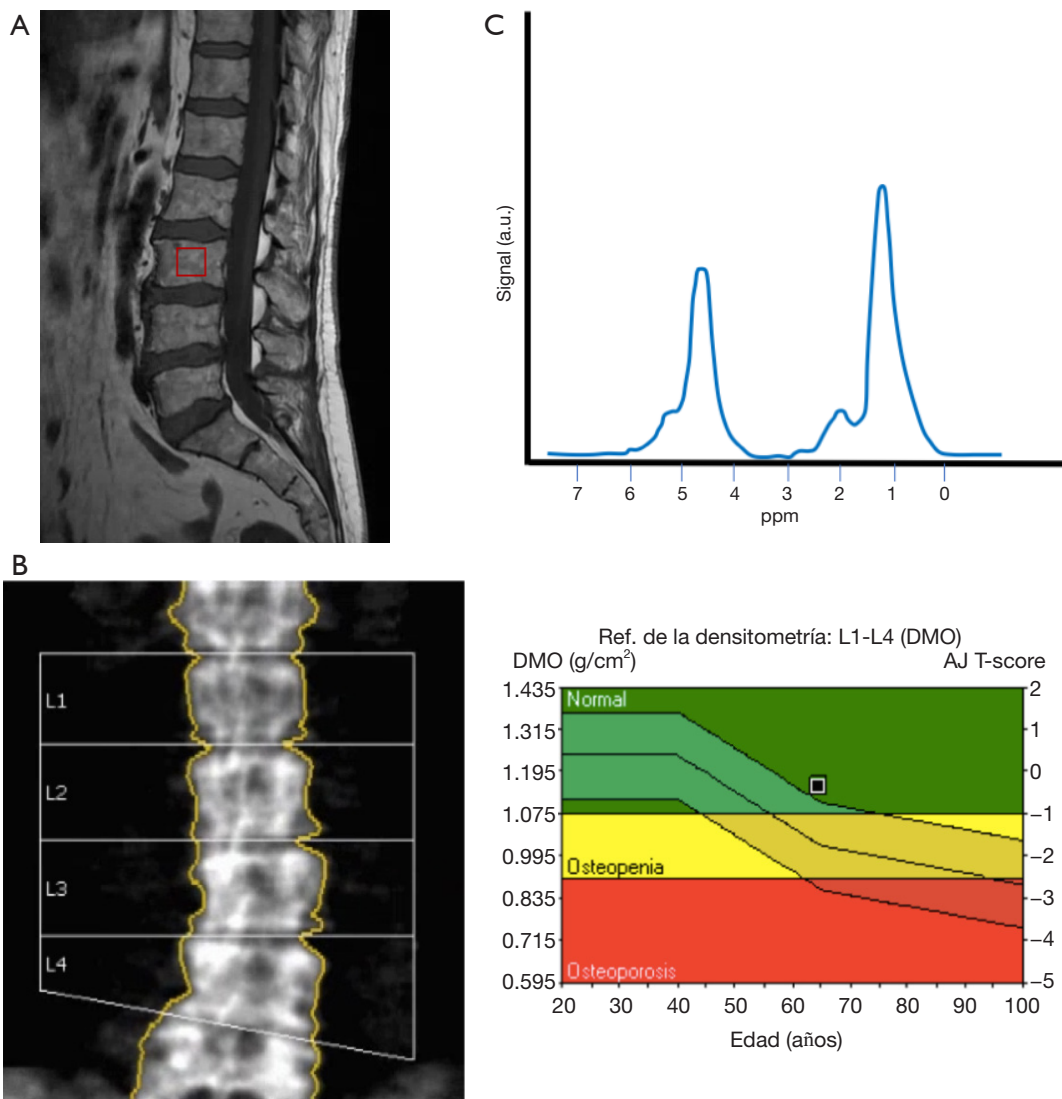 A
C
Signal (a.u.)
7 6 5 4 3 2 1 0
ppm
B
L1
L2
L3
L4
Ref. de la densitometría: L1-L4 (DMO)
DMO (g/cm²) AJ T-score
1.435 Normal 2
1.315 1
1.195 0
1.075 –1
0.995 –2
Osteopenia
0.835 –3
0.715 –4
0.595 Osteoporosis –5
20 30 40 50 60 70 80 90 100
Edad (años)